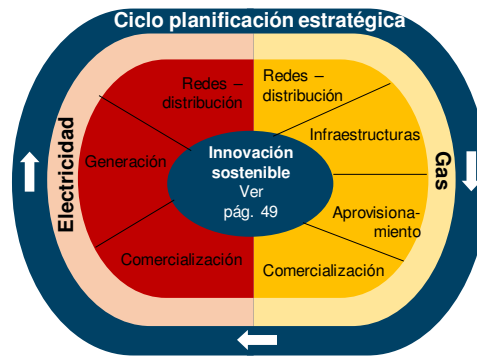 Ciclo planificación estratégica
Electricidad
Redes –
distribución
Generación
Comercialización
Innovación
sostenible
Ver
pág. 49
Redes –
distribución
Infraestructuras
Aprovisiona-
miento
Comercialización
Gas